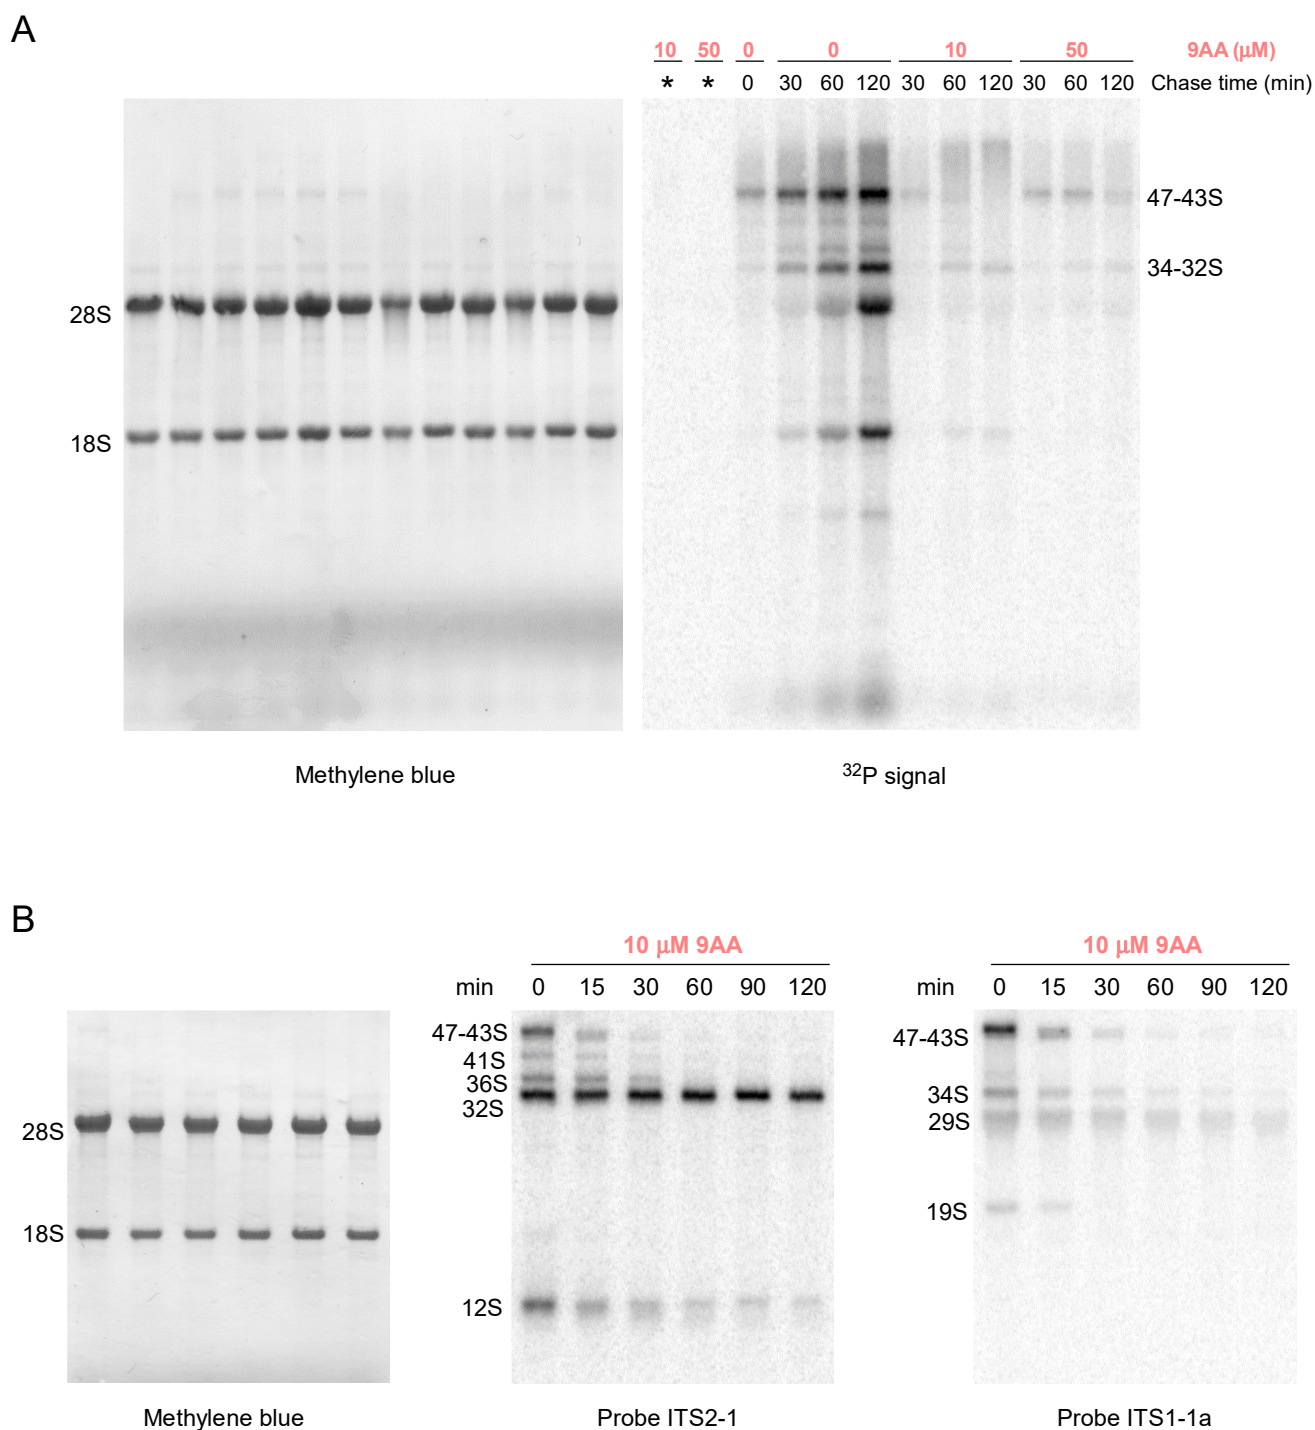 A
10 50 0 0 10 50 9AA (µM)
* * 0 30 60 120 30 60 120 30 60 120 Chase time (min)
47-43S
34-32S
28S
18S
Methylene blue
32P signal
B
10 µM 9AA
min 0 15 30 60 90 120
47-43S
41S
36S
32S
12S
10 µM 9AA
min 0 15 30 60 90 120
47-43S
34S
29S
19S
28S
18S
Methylene blue
Probe ITS2-1
Probe ITS1-1a